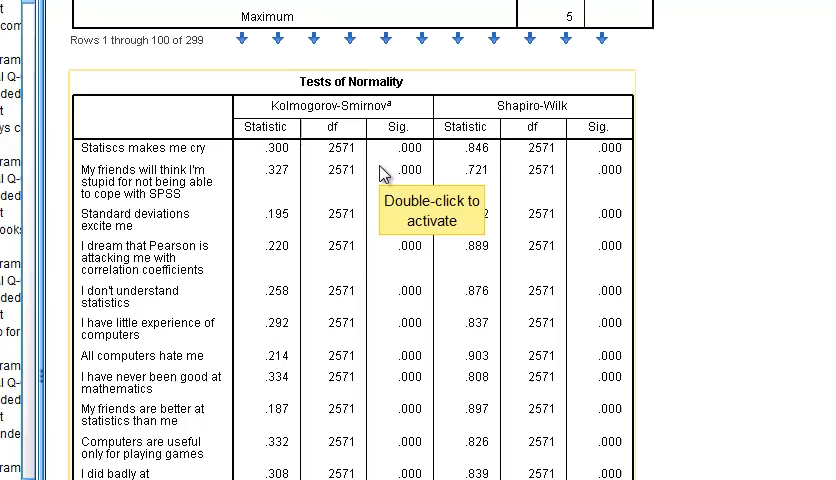 Maximum 5
Rows 1 through 100 of 299
Tests of Normality
Kolmogorov-Smirnovª Shapiro-Wilk
Statistic df Sig. Statistic df Sig.
Statiscs makes me cry .300 2571 .000 .846 2571 .000
My friends will think I'm .327 2571 .000 .721 2571 .000
stupid for not being able
to cope with SPSS
Double-click to
activate
Standard deviations .195 2571 2571 .000
excite me
I dream that Pearson is .220 2571 .000 .889 2571 .000
attacking me with
correlation coefficients
I don't understand .258 2571 .000 .876 2571 .000
statistics
I have little experience of .292 2571 .000 .837 2571 .000
computers
All computers hate me .214 2571 .000 .903 2571 .000
I have never been good at .334 2571 .000 .808 2571 .000
mathematics
My friends are better at .187 2571 .000 .897 2571 .000
statistics than me
Computers are useful .332 2571 .000 .826 2571 .000
only for playing games
I did badly at .308 2571 .000 .839 2571 .000